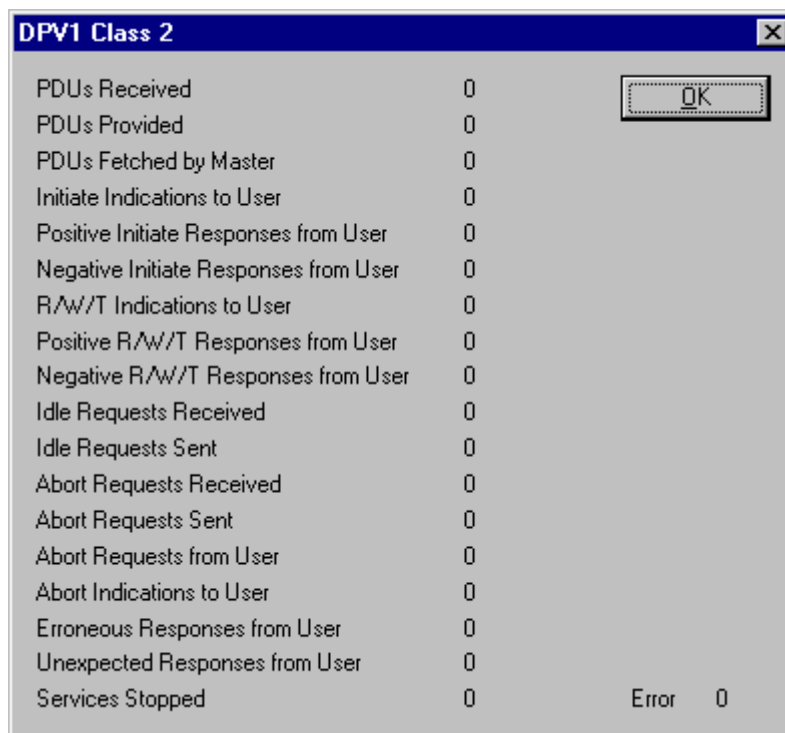 DPV1 Class 2
PDUs Received 0 OK
PDUs Provided 0
PDUs Fetched by Master 0
Initiate Indications to User 0
Positive Initiate Responses from User 0
Negative Initiate Responses from User 0
R/W/T Indications to User 0
Positive R/W/T Responses from User 0
Negative R/W/T Responses from User 0
Idle Requests Received 0
Idle Requests Sent 0
Abort Requests Received 0
Abort Requests Sent 0
Abort Requests from User 0
Abort Indications to User 0
Erroneous Responses from User 0
Unexpected Responses from User 0
Services Stopped 0 Error 0